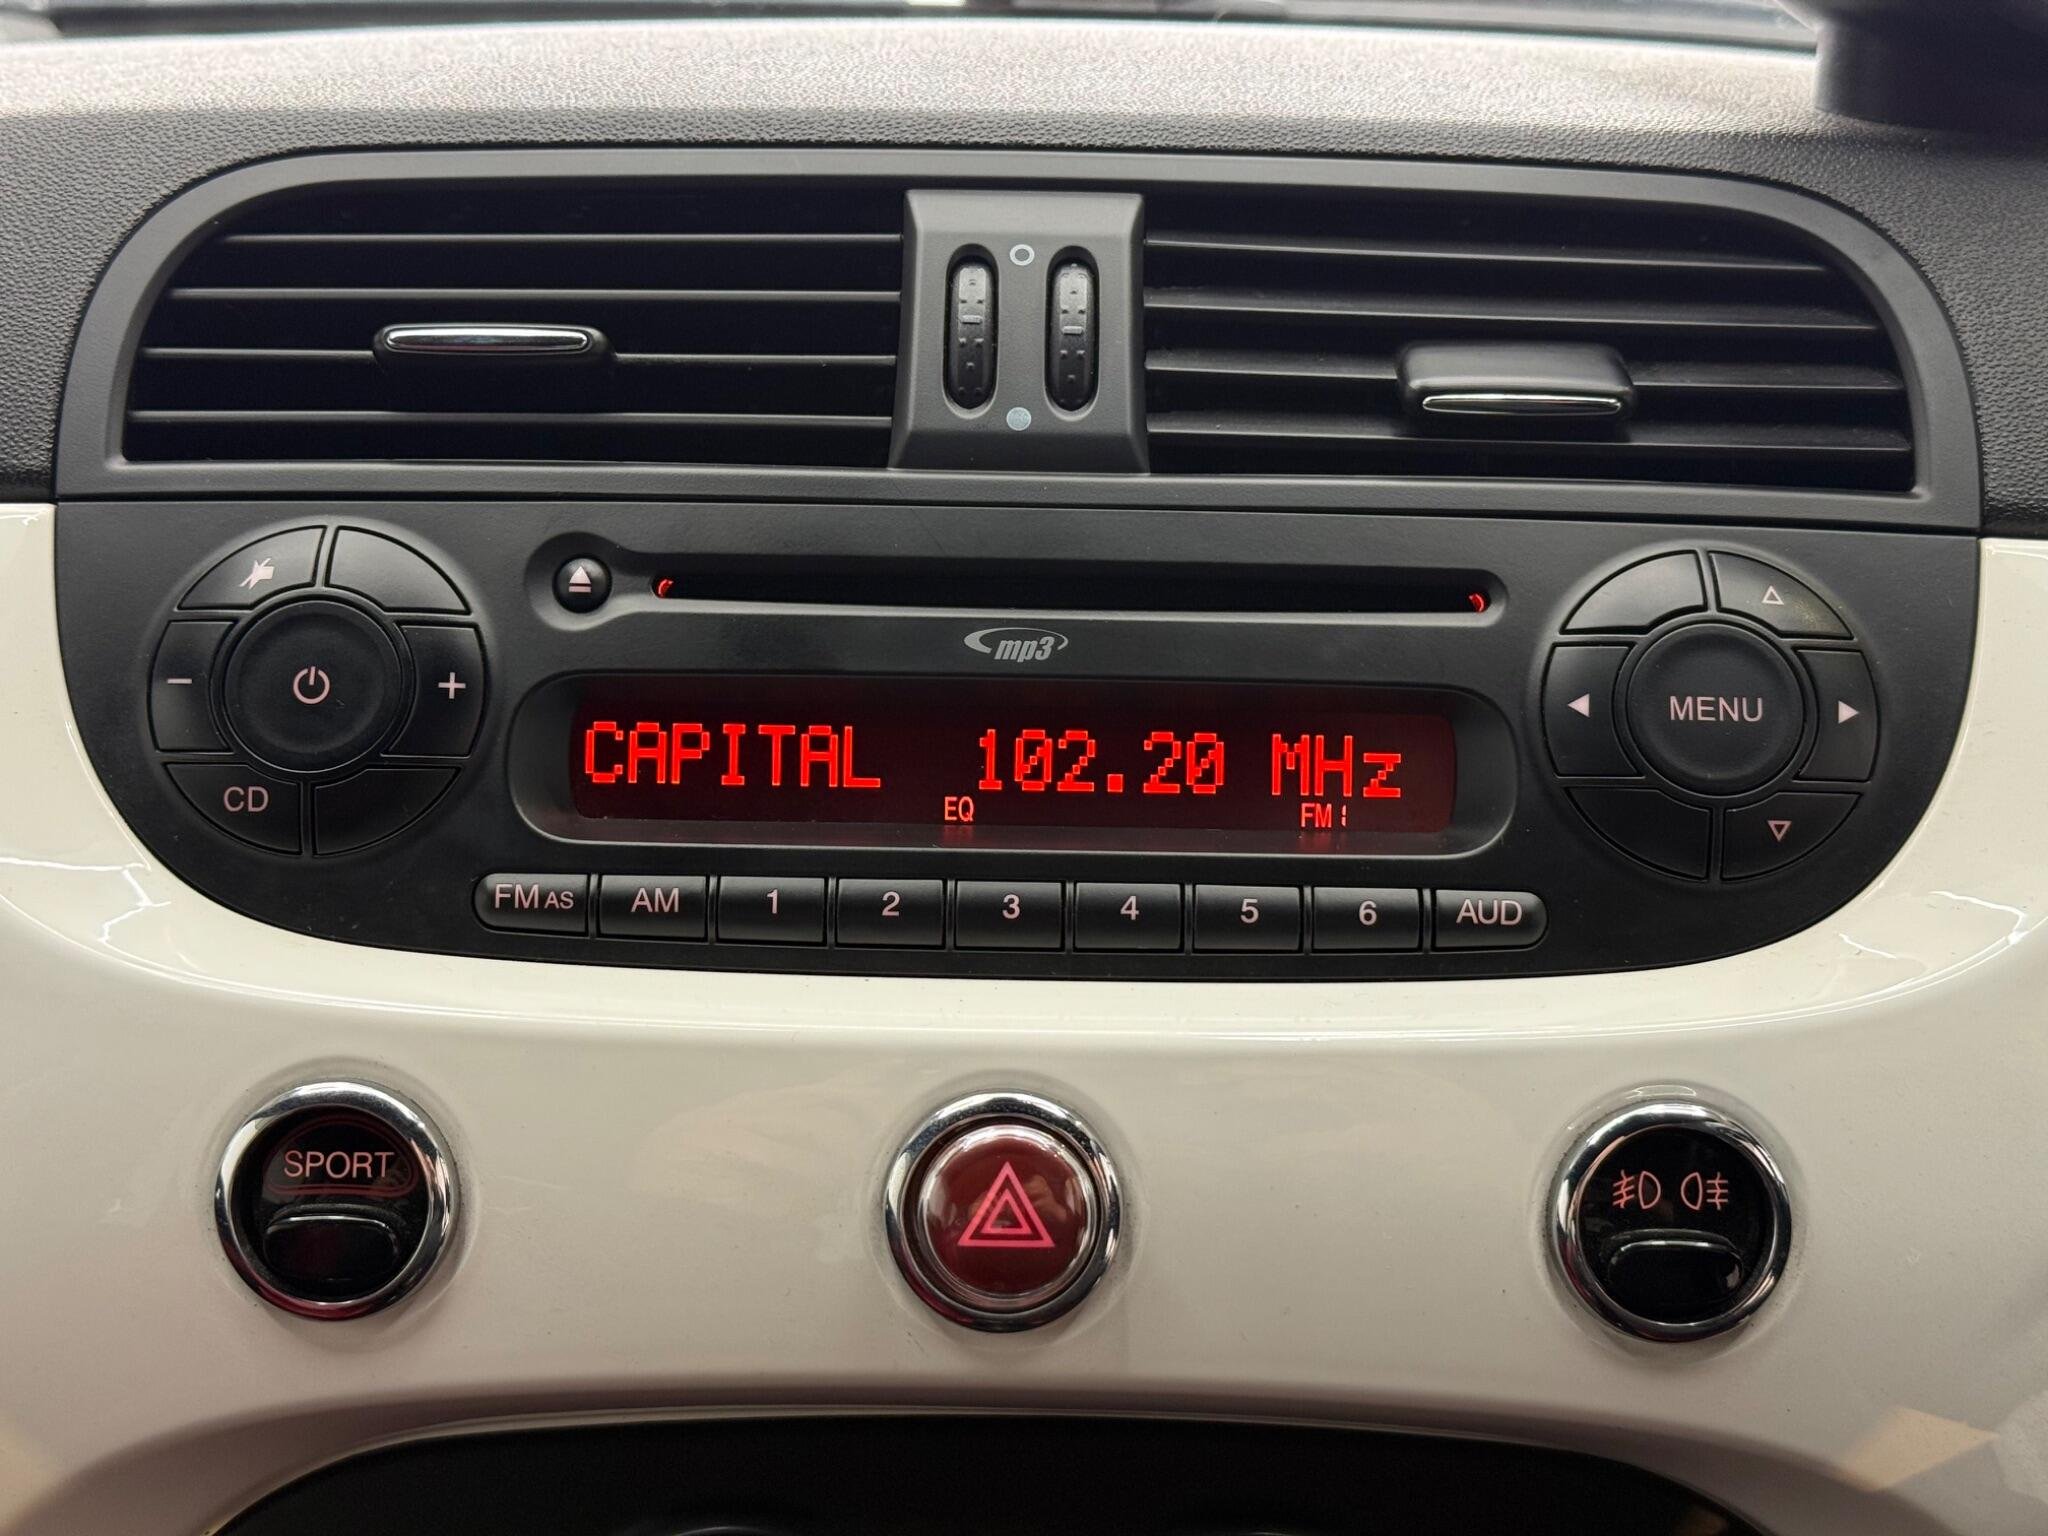 mp3
CAPITAL 102.20 MHz
EQ FM1
MENU
CD
FM AS AM 1 2 3 4 5 6 AUD
SPORT